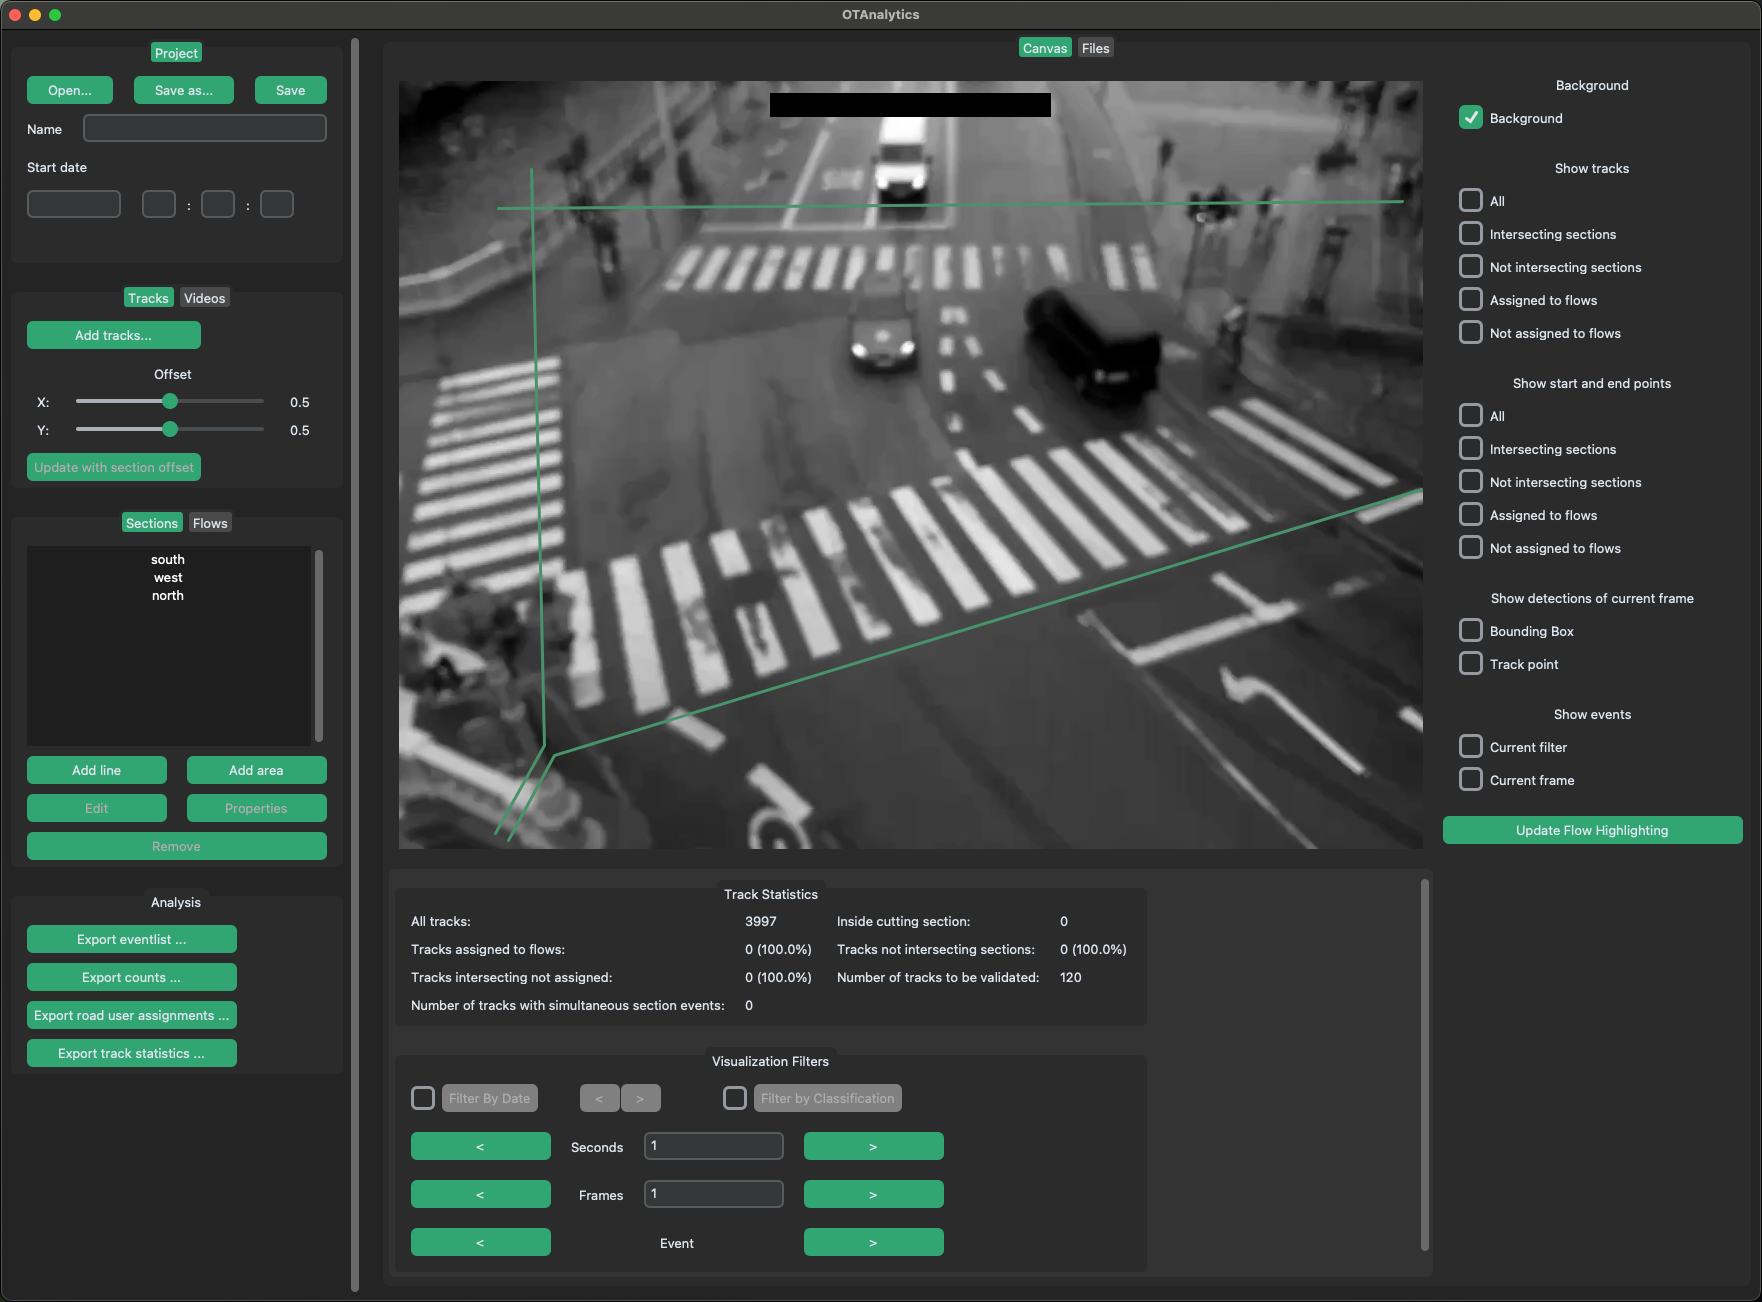 OTAnalytics
Project
Open... Save as... Save
Name
Start date
: :
Tracks Videos
Add tracks...
Offset
X: 0.5
Y: 0.5
Update with section offset
Sections Flows
south
west
north
Add line Add area
Edit Properties
Remove
Analysis
Export eventlist ...
Export counts ...
Export road user assignments ...
Export track statistics ...
Canvas Files
Background
Background
Show tracks
All
Intersecting sections
Not intersecting sections
Assigned to flows
Not assigned to flows
Show start and end points
All
Intersecting sections
Not intersecting sections
Assigned to flows
Not assigned to flows
Show detections of current frame
Bounding Box
Track point
Show events
Current filter
Current frame
Update Flow Highlighting
Track Statistics
All tracks: 3997 Inside cutting section: 0
Tracks assigned to flows: 0 (100.0%) Tracks not intersecting sections: 0 (100.0%)
Tracks intersecting not assigned: 0 (100.0%) Number of tracks to be validated: 120
Number of tracks with simultaneous section events: 0
Visualization Filters
Filter By Date < > Filter by Classification
< Seconds 1 >
< Frames 1 >
< Event >